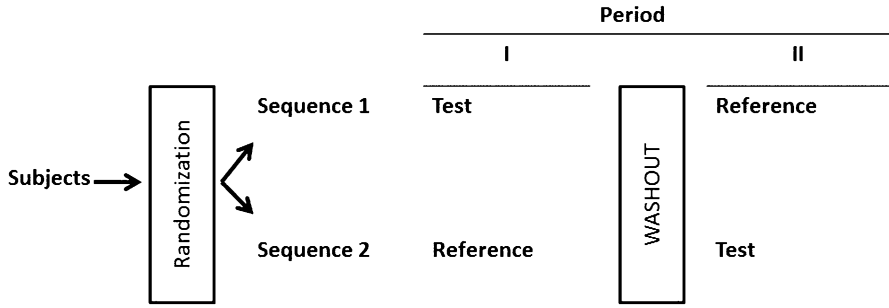 Period
I II
Sequence 1 Test Reference
Subjects Randomization WASHOUT
Sequence 2 Reference Test